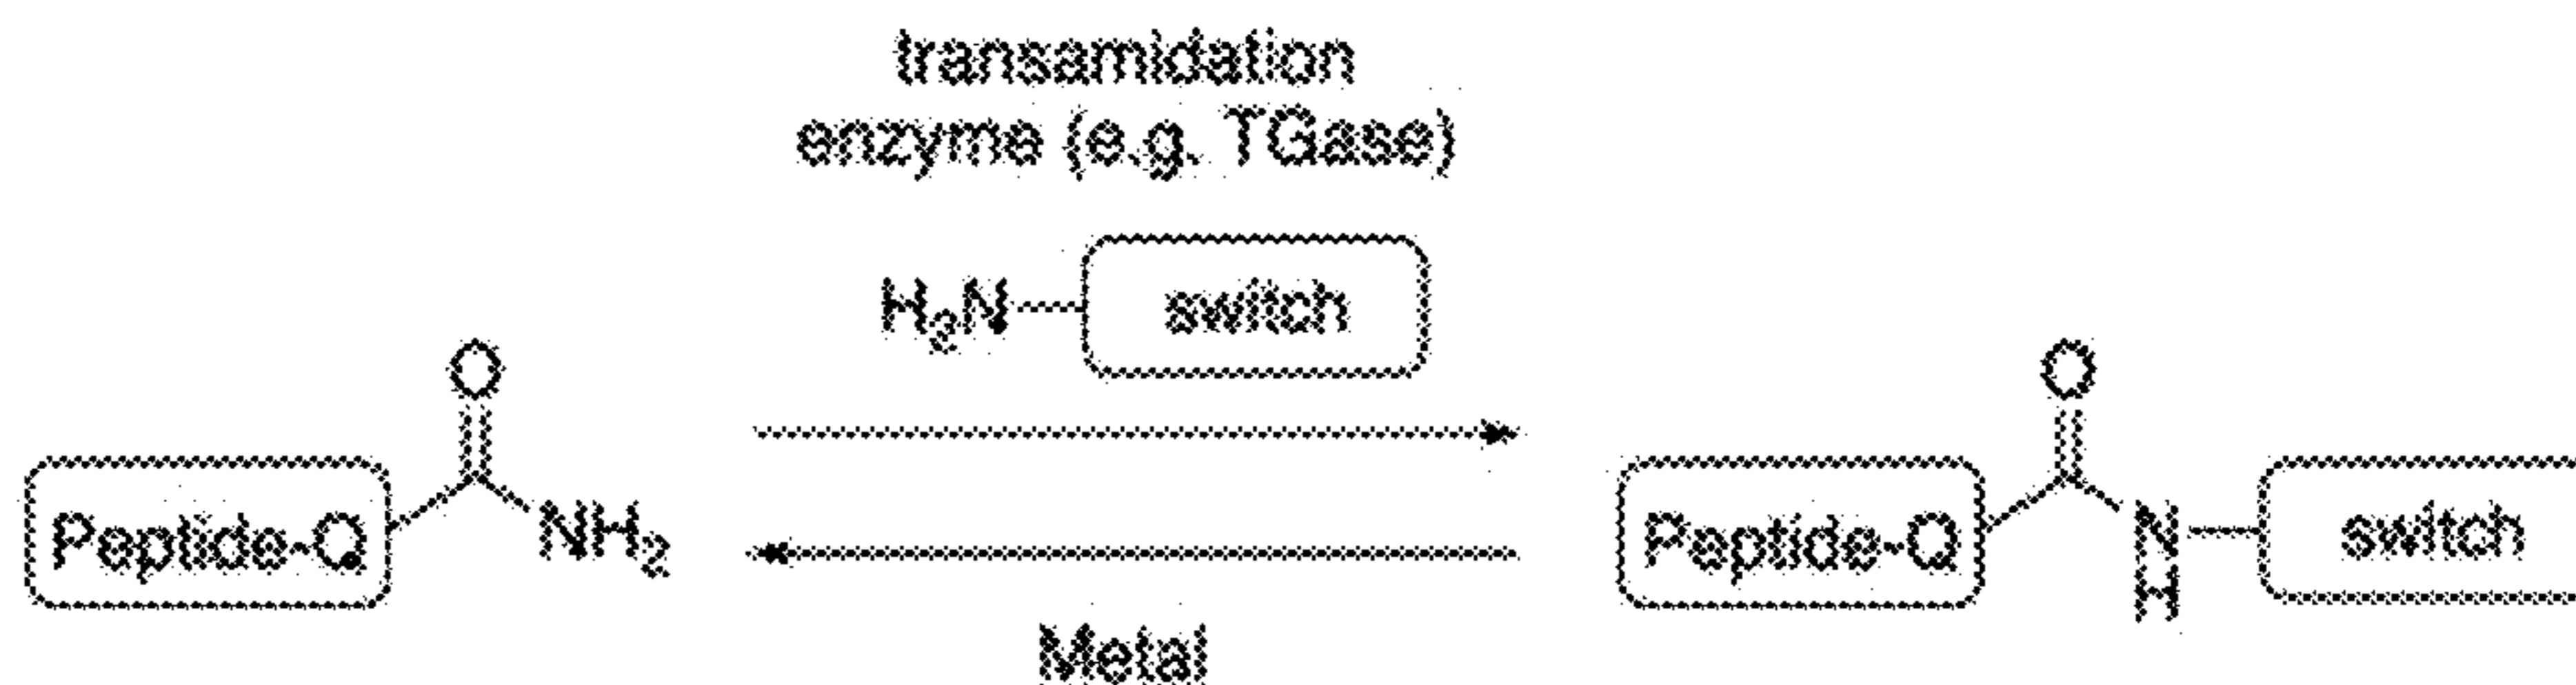 transamidation
enzyme (e.g. TGase)
H2N switch
O
Peptide-Q NH2
O
Peptide-Q N
H
switch
Metal